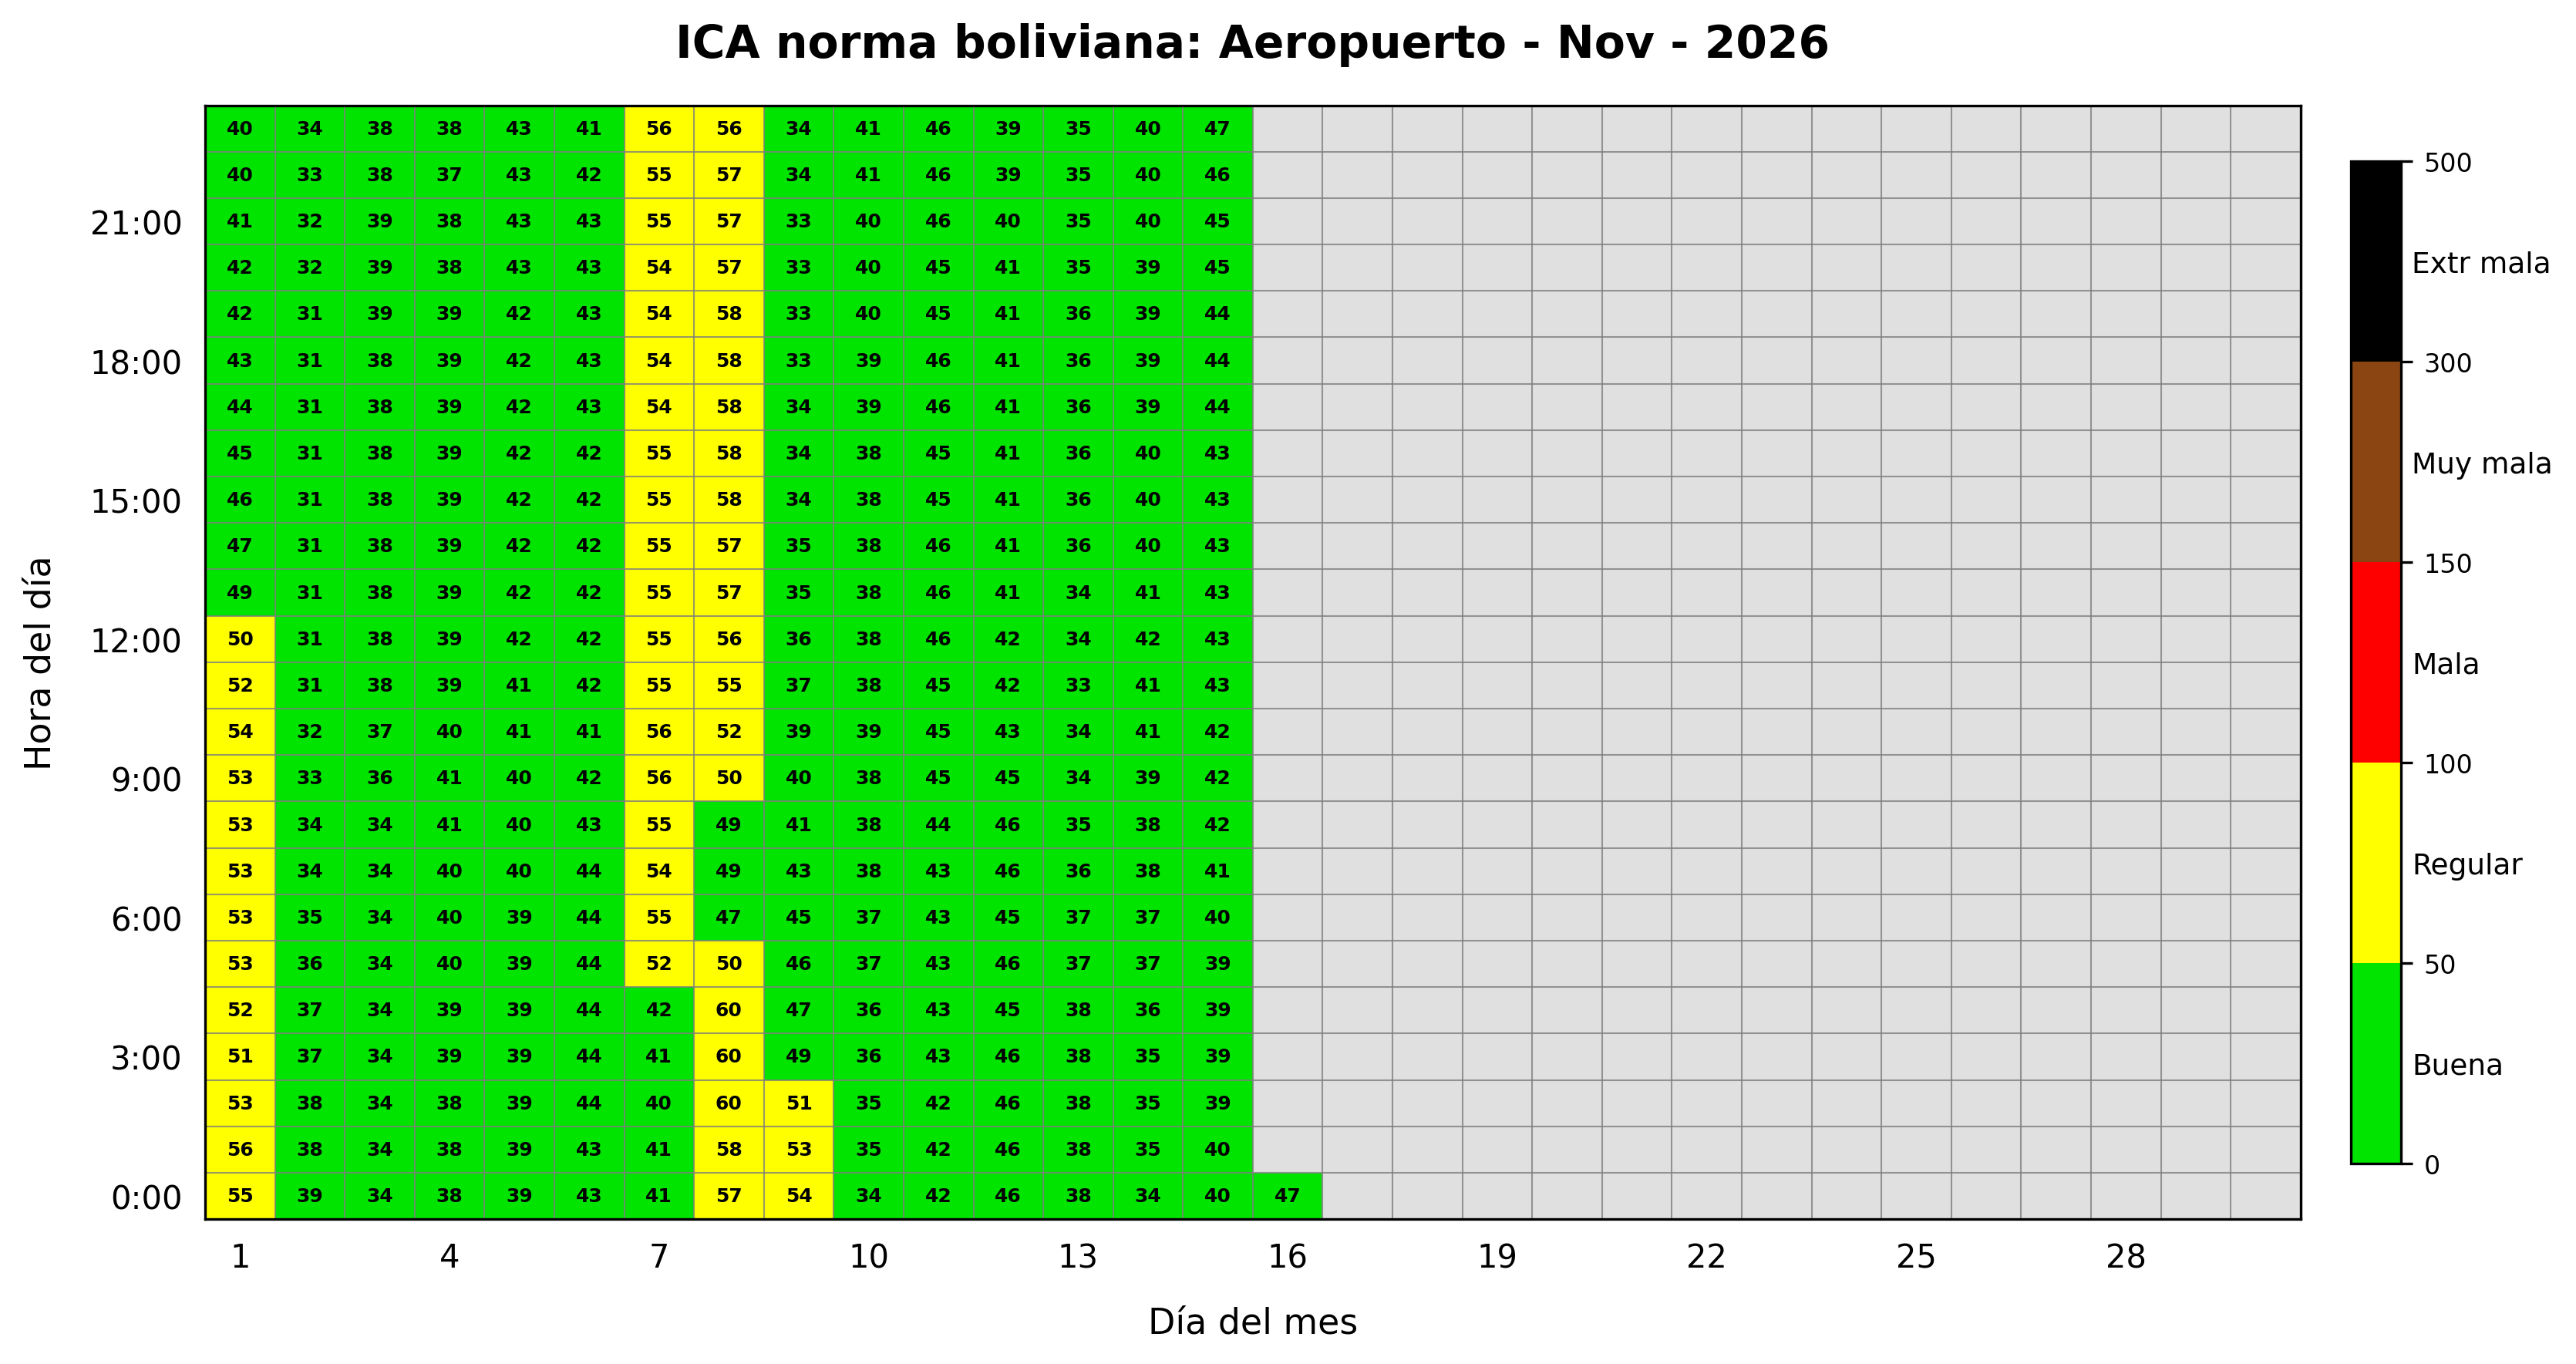 ICA norma boliviana: Aeropuerto - Nov - 2026
40 34 38 38 43 41 56 56 34 41 46 39 35 40 47
40 33 38 37 43 42 55 57 34 41 46 39 35 40 46
21:00 41 32 39 38 43 43 55 57 33 40 46 40 35 40 45
42 32 39 38 43 43 54 57 33 40 45 41 35 39 45
42 31 39 39 42 43 54 58 33 40 45 41 36 39 44
18:00 43 31 38 39 42 43 54 58 33 39 46 41 36 39 44
44 31 38 39 42 43 54 58 34 39 46 41 36 39 44
45 31 38 39 42 42 55 58 34 38 45 41 36 40 43
15:00 46 31 38 39 42 42 55 58 34 38 45 41 36 40 43
47 31 38 39 42 42 55 57 35 38 46 41 36 40 43
49 31 38 39 42 42 55 57 35 38 46 41 34 41 43
12:00 50 31 38 39 42 42 55 56 36 38 46 42 34 42 43
52 31 38 39 41 42 55 55 37 38 45 42 33 41 43
54 32 37 40 41 41 56 52 39 39 45 43 34 41 42
9:00 53 33 36 41 40 42 56 50 40 38 45 45 34 39 42
53 34 34 41 40 43 55 49 41 38 44 46 35 38 42
53 34 34 40 40 44 54 49 43 38 43 46 36 38 41
6:00 53 35 34 40 39 44 55 47 45 37 43 45 37 37 40
53 36 34 40 39 44 52 50 46 37 43 46 37 37 39
52 37 34 39 39 44 42 60 47 36 43 45 38 36 39
3:00 51 37 34 39 39 44 41 60 49 36 43 46 38 35 39
53 38 34 38 39 44 40 60 51 35 42 46 38 35 39
56 38 34 38 39 43 41 58 53 35 42 46 38 35 40
0:00 55 39 34 38 39 43 41 57 54 34 42 46 38 34 40 47
1 4 7 10 13 16 19 22 25 28
Día del mes
Hora del día
500
Extr mala
300
Muy mala
150
Mala
100
Regular
50
Buena
0